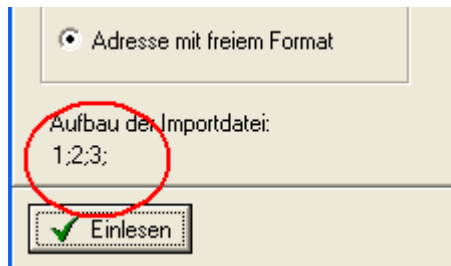 Adresse mit freiem Format
Aufbau der Importdatei:
1;2;3;
Einlesen